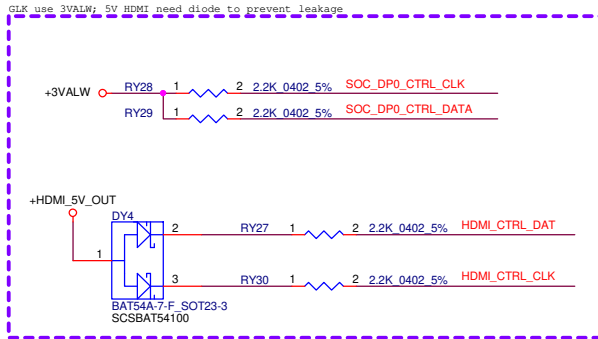 GLK use 3VALW; 5V HDMI need diode to prevent leakage
+3VALW RY28 1 2 2.2K_0402_5% SOC_DP0_CTRL_CLK
RY29 1 2 2.2K_0402_5% SOC_DP0_CTRL_DATA
+HDMI_5V_OUT
DY4
2 RY27 1 2 2.2K_0402_5% HDMI_CTRL_DAT
1
3 RY30 1 2 2.2K_0402_5% HDMI_CTRL_CLK
BAT54A-7-F_SOT23-3
SCSBAT54100